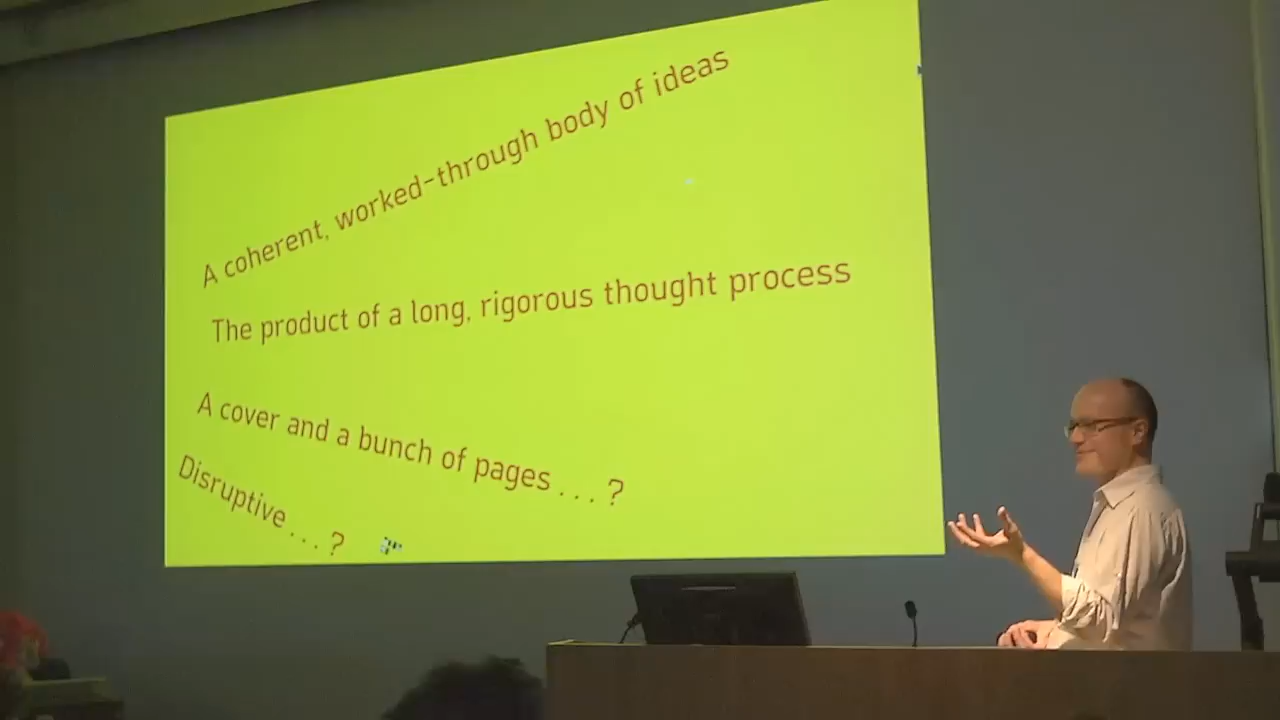 A coherent, worked-through body of ideas
The product of a long, rigorous thought process
A cover and a bunch of pages . . . ?
Disruptive . . . ?